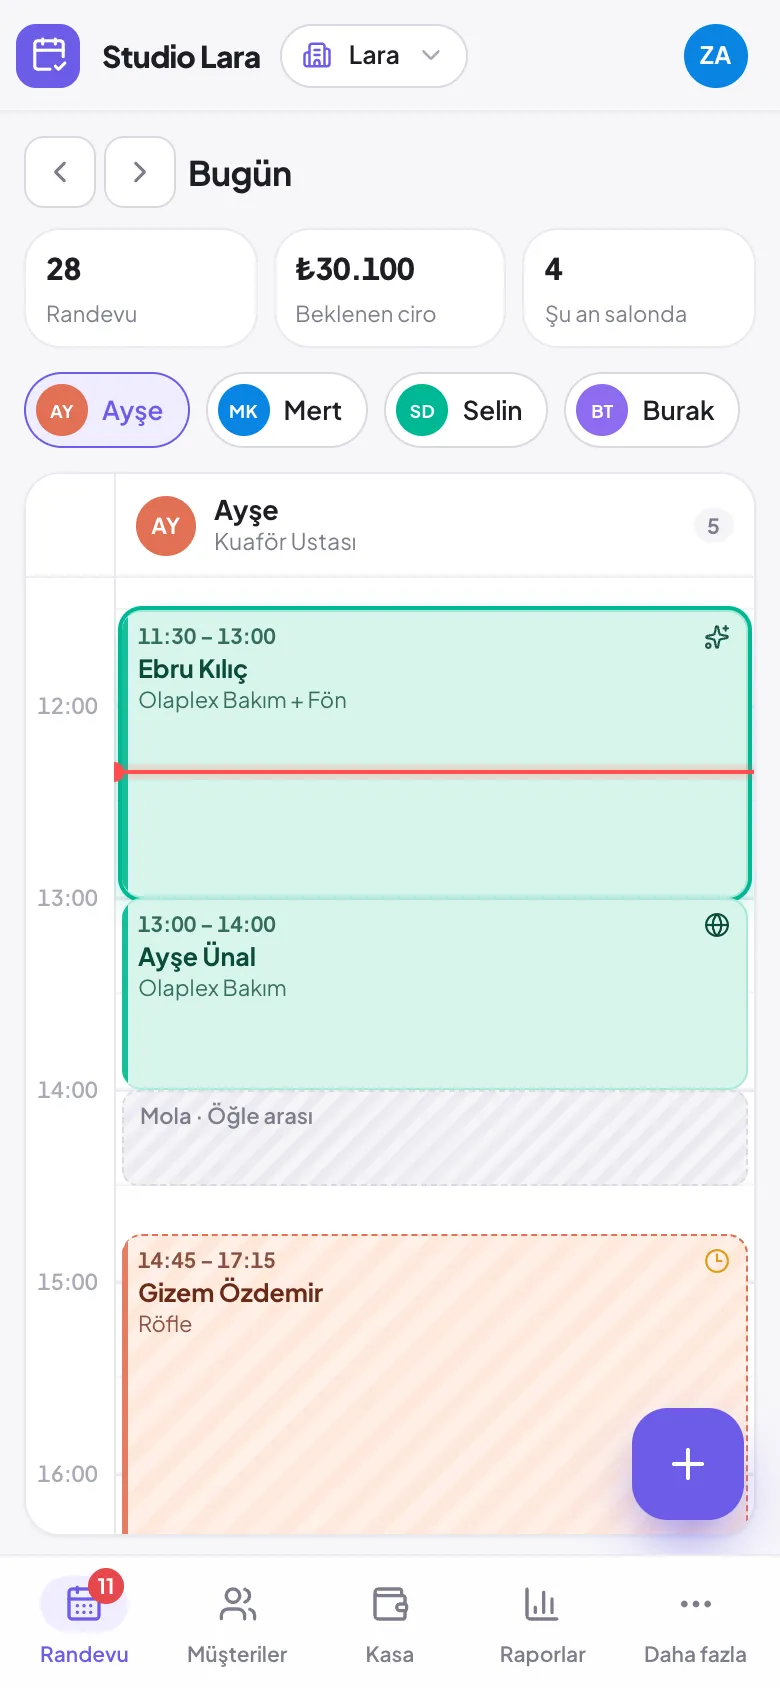 Studio Lara
Lara
ZA
Bugün
28
Randevu
₺30.100
Beklenen ciro
4
Şu an salonda
AY Ayşe
MK Mert
SD Selin
BT Burak
AY
Ayşe
Kuaför Ustası
5
11:30 – 13:00
Ebru Kılıç
Olaplex Bakım + Fön
12:00
13:00
13:00 – 14:00
Ayşe Ünal
Olaplex Bakım
14:00
Mola · Öğle arası
14:45 – 17:15
Gizem Özdemir
Röfle
15:00
16:00
11
Randevu
Müşteriler
Kasa
Raporlar
Daha fazla